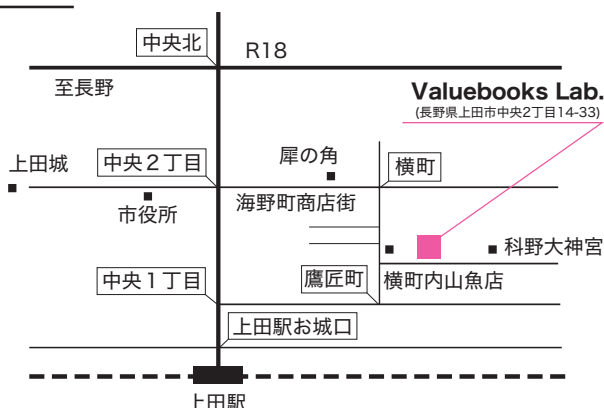 中央北
R18
至長野
Valuebooks Lab.
(長野県上田市中央2丁目14-33)
上田城
中央２丁目
犀の角
横町
市役所
海野町商店街
科野大神宮
中央１丁目
鷹匠町
横町内山魚店
上田駅お城口
上田駅